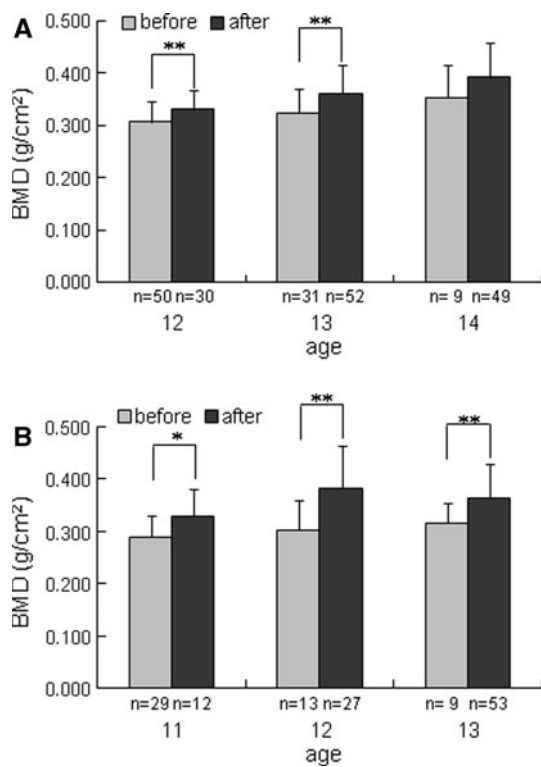 A
before after
0.500
0.400
0.300
0.200
0.100
0.000
BMD (g/cm²)
**
**
n=50 n=30
n=31 n=52
n= 9 n=49
12
13
14
age
B
before after
0.500
0.400
0.300
0.200
0.100
0.000
BMD (g/cm²)
*
**
**
n=29 n=12
n=13 n=27
n= 9 n=53
11
12
13
age